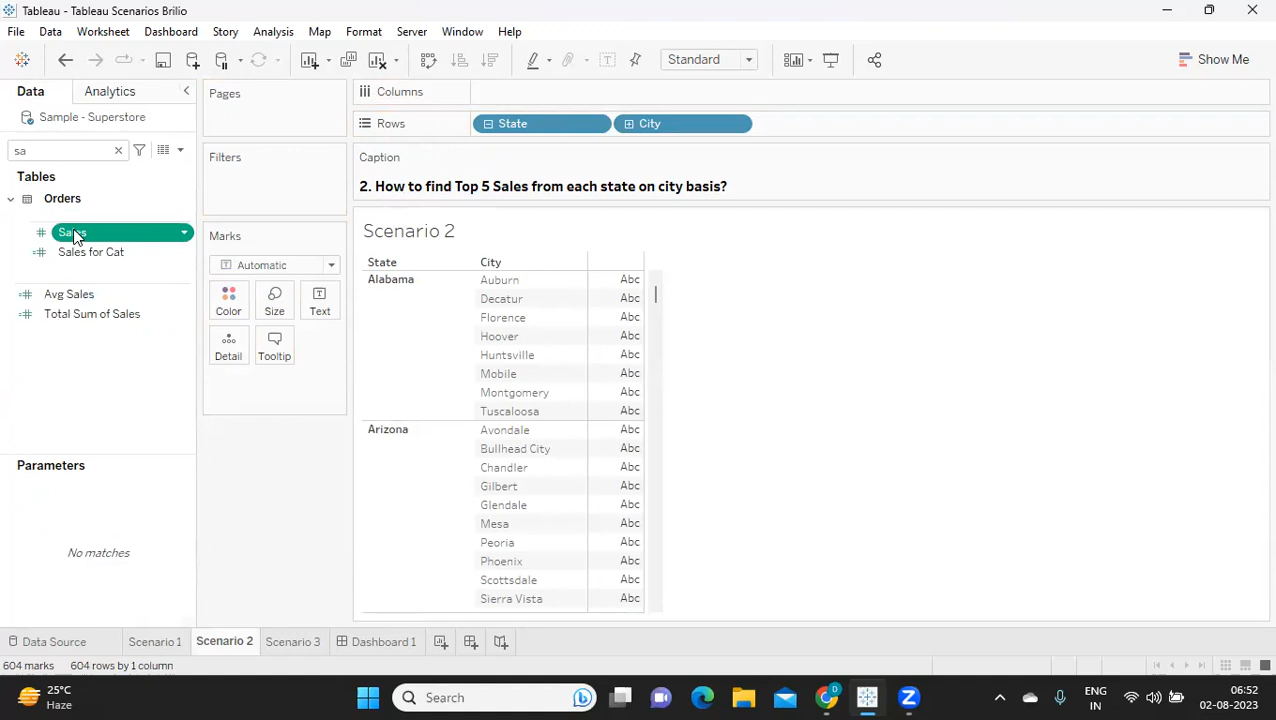 Tableau - Tableau Scenarios Brilio
File Data Worksheet Dashboard Story Analysis Map Format Server Window Help
Standard
Show Me
Data Analytics
Sample - Superstore
sa
Tables
Orders
Sales
Sales for Cat
Avg Sales
Total Sum of Sales
Parameters
No matches
Pages
Filters
Marks
Automatic
Color Size Text
Detail Tooltip
Columns
Rows State City
Caption
2. How to find Top 5 Sales from each state on city basis?
Scenario 2
State City
Alabama Auburn Abc
Decatur Abc
Florence Abc
Hoover Abc
Huntsville Abc
Mobile Abc
Montgomery Abc
Tuscaloosa Abc
Arizona Avondale Abc
Bullhead City Abc
Chandler Abc
Gilbert Abc
Glendale Abc
Mesa Abc
Peoria Abc
Phoenix Abc
Scottsdale Abc
Sierra Vista Abc
Data Source Scenario 1 Scenario 2 Scenario 3 Dashboard 1
604 marks 604 rows by 1 column
25°C
Haze
Search
ENG
IN
06:52
02-08-2023